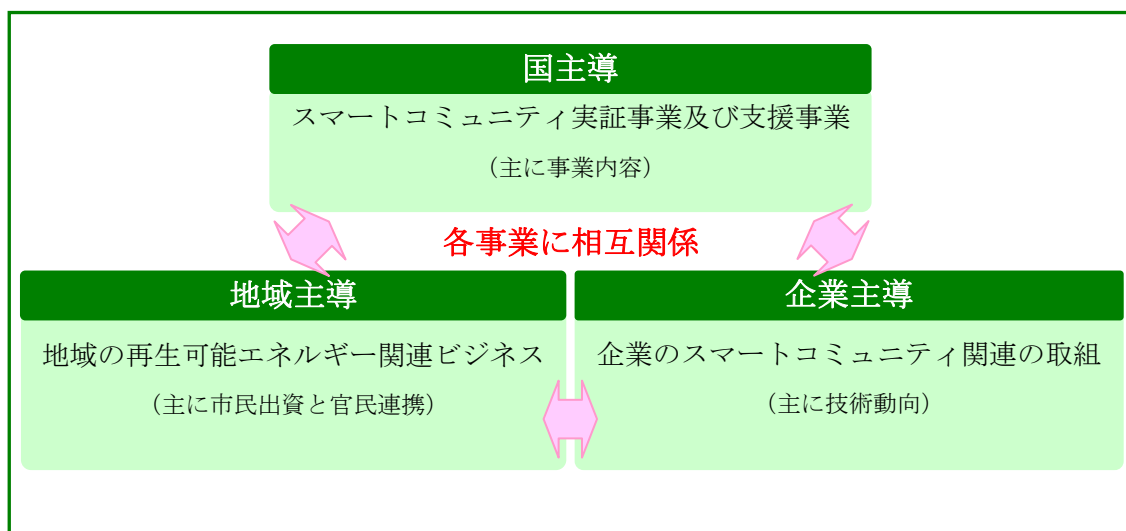 国主導
スマートコミュニティ実証事業及び支援事業
（主に事業内容）
各事業に相互関係
地域主導
地域の再生可能エネルギー関連ビジネス
（主に市民出資と官民連携）
企業主導
企業のスマートコミュニティ関連の取組
（主に技術動向）